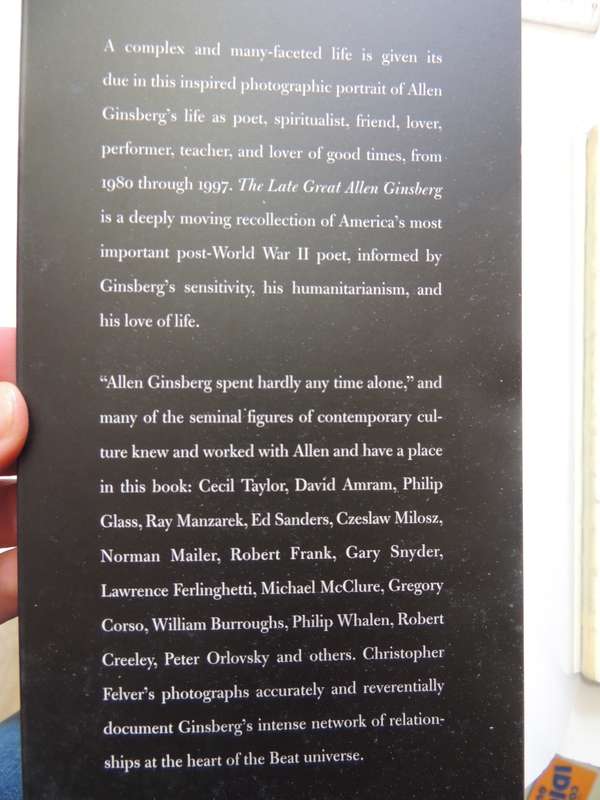 A complex and many-faceted life is given its
due in this inspired photographic portrait of Allen
Ginsberg's life as poet, spiritualist, friend, lover,
performer, teacher, and lover of good times, from
1980 through 1997. The Late Great Allen Ginsberg
is a deeply moving recollection of America's most
important post-World War II poet, informed by
Ginsberg's sensitivity, his humanitarianism, and
his love of life.
“Allen Ginsberg spent hardly any time alone,” and
many of the seminal figures of contemporary cul-
ture knew and worked with Allen and have a place
in this book: Cecil Taylor, David Amram, Philip
Glass, Ray Manzarek, Ed Sanders, Czeslaw Milosz,
Norman Mailer, Robert Frank, Gary Snyder,
Lawrence Ferlinghetti, Michael McClure, Gregory
Corso, William Burroughs, Philip Whalen, Robert
Creeley, Peter Orlovsky and others. Christopher
Felver's photographs accurately and reverentially
document Ginsberg's intense network of relation-
ships at the heart of the Beat universe.